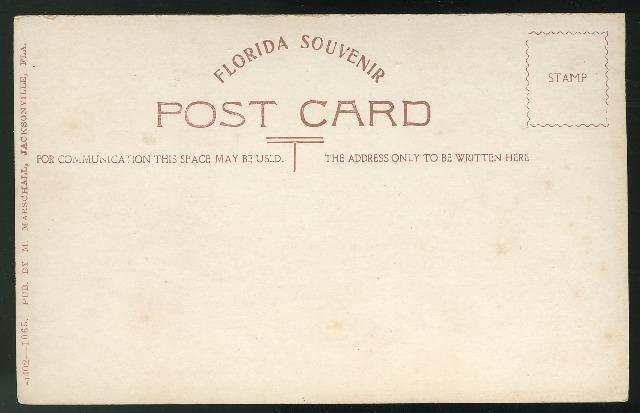 FLORIDA SOUVENIR
POST CARD
STAMP
FOR COMMUNICATION THIS SPACE MAY BE USED.
THE ADDRESS ONLY TO BE WRITTEN HERE
PUB. BY M. MARSCHALL, JACKSONVILLE, FLA.